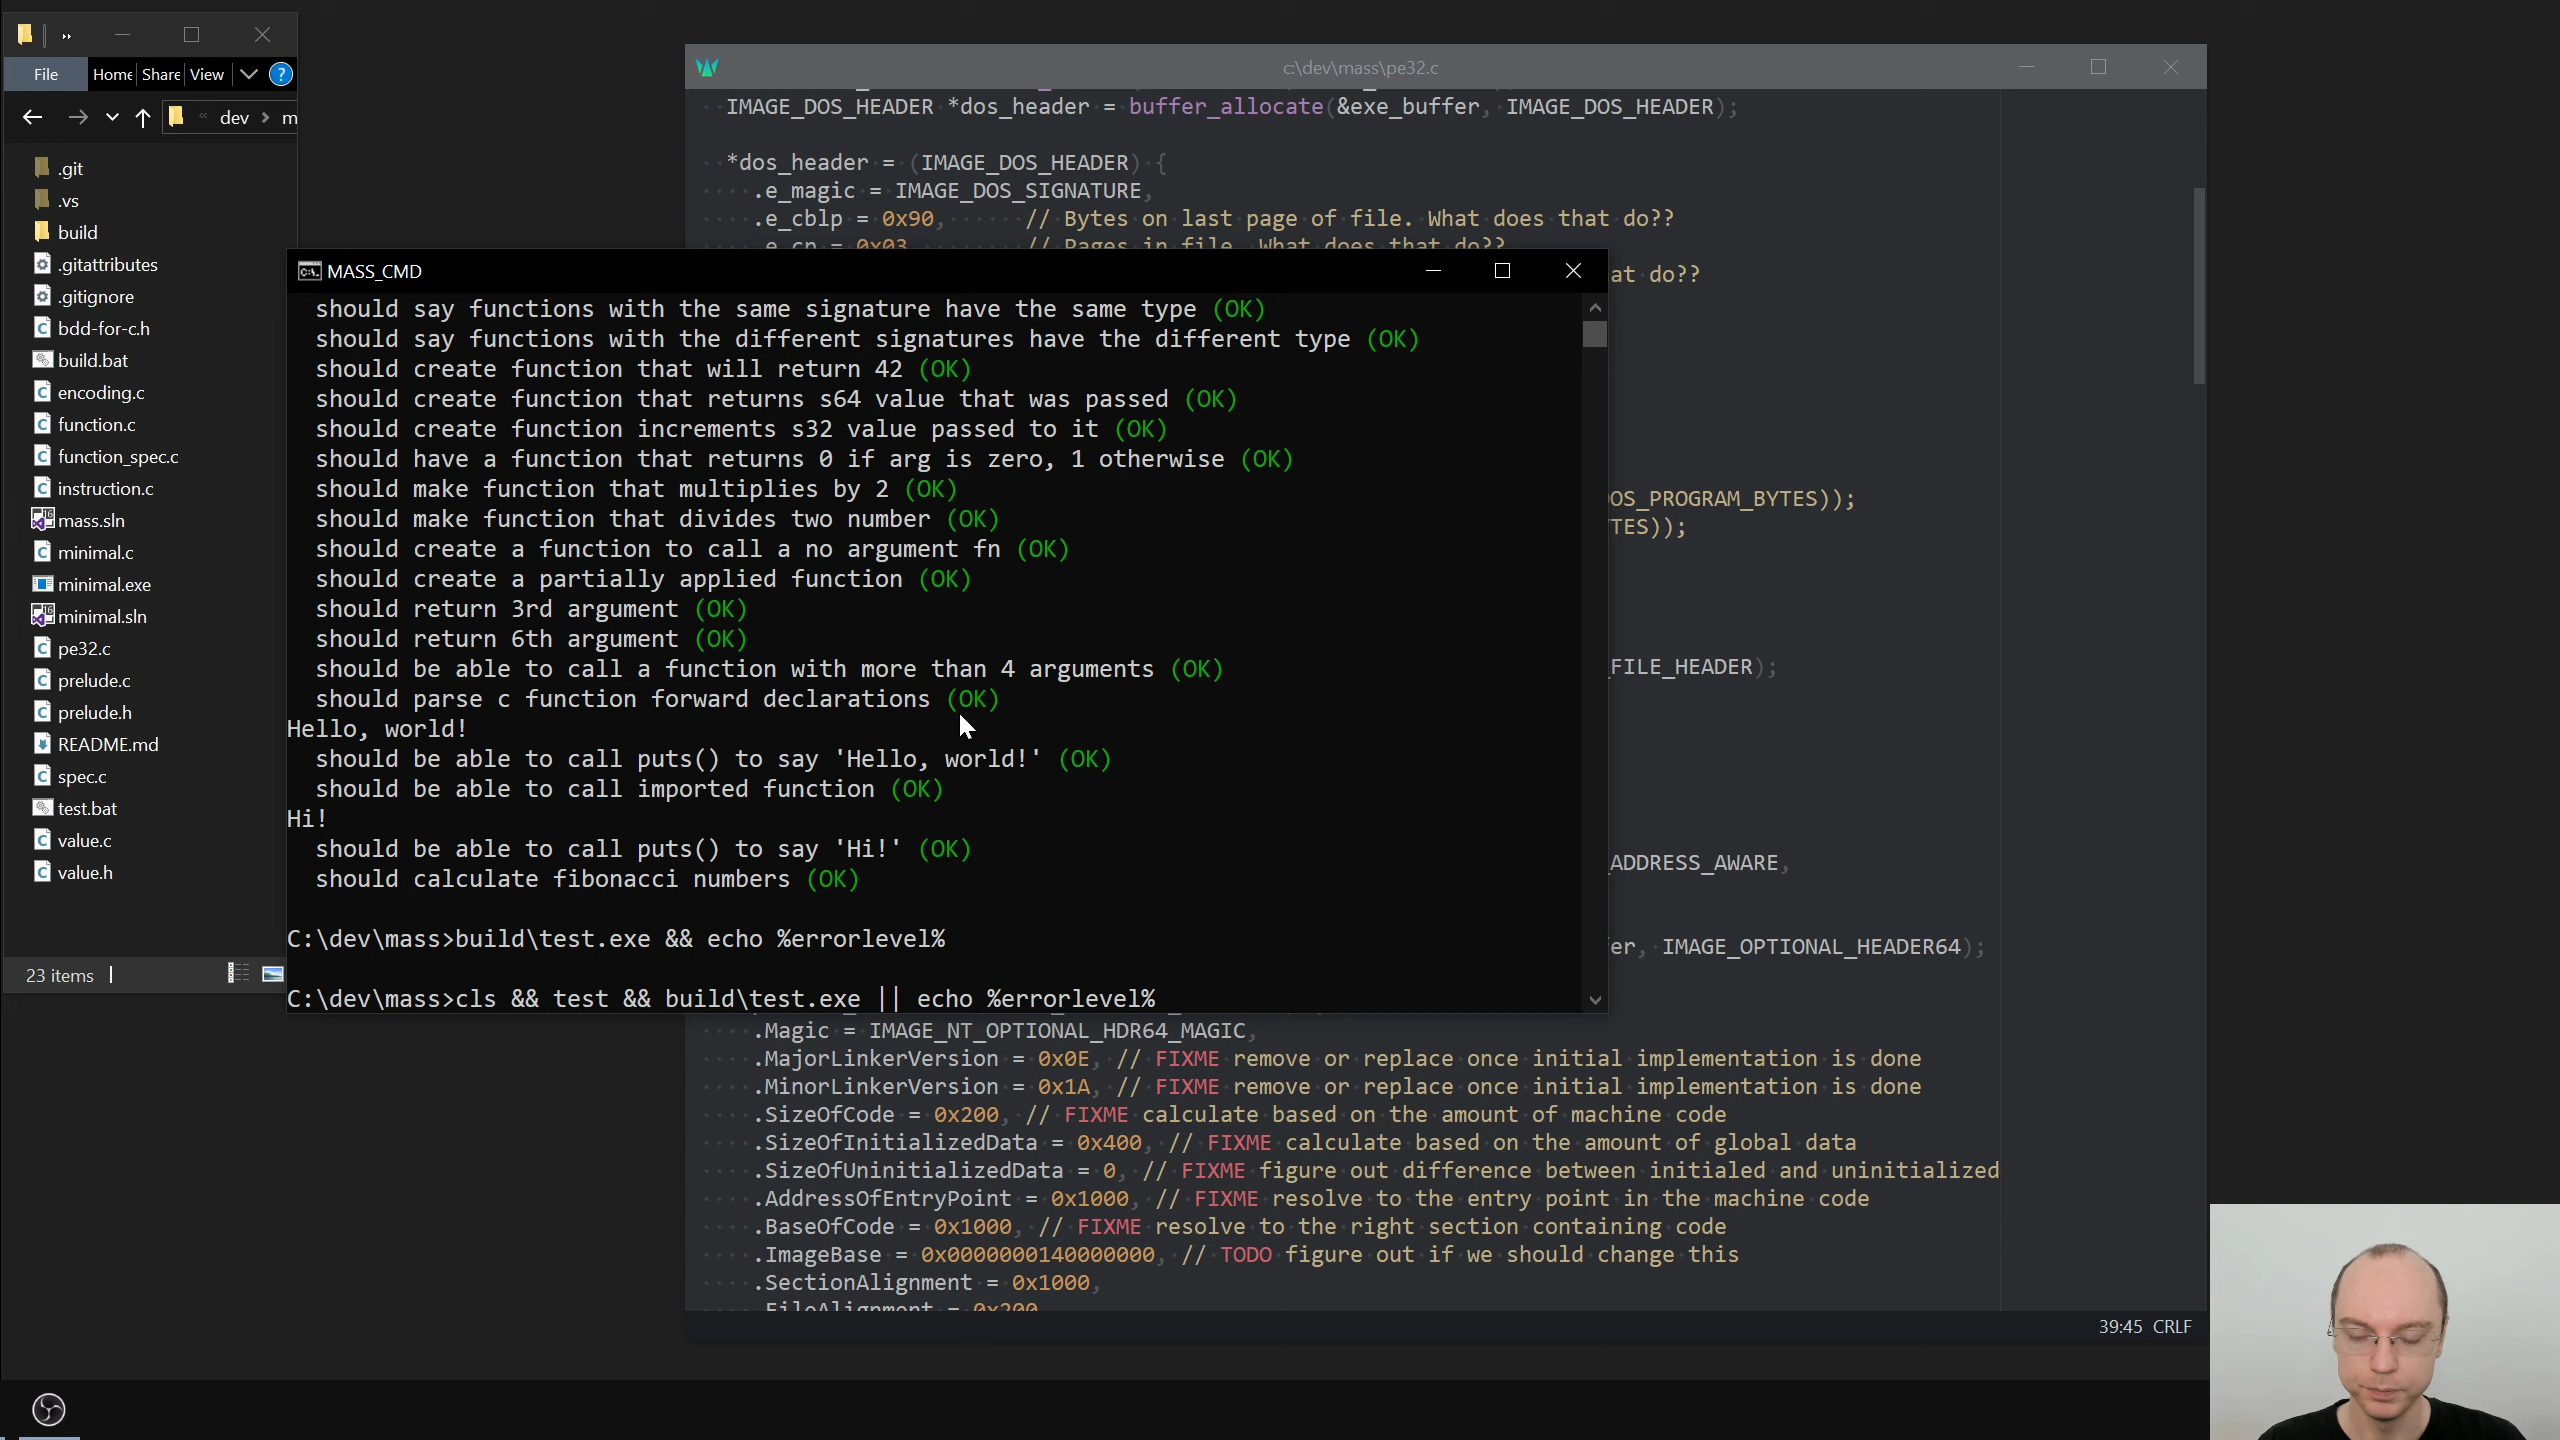 File Home Share View
dev m
.git
.vs
build
.gitattributes
.gitignore
bdd-for-c.h
build.bat
encoding.c
function.c
function_spec.c
instruction.c
mass.sln
minimal.c
minimal.exe
minimal.sln
pe32.c
prelude.c
prelude.h
README.md
spec.c
test.bat
value.c
value.h
23 items
c:\dev\mass\pe32.c
IMAGE_DOS_HEADER *dos_header = buffer_allocate(&exe_buffer, IMAGE_DOS_HEADER);
*dos_header = (IMAGE_DOS_HEADER) {
.e_magic = IMAGE_DOS_SIGNATURE,
.e_cblp = 0x90, // Bytes on last page of file. What does that do??
.e_cp = 0x03, // Pages in file. What does that do??
at do??
OS_PROGRAM_BYTES));
TES));
_FILE_HEADER);
ADDRESS_AWARE,
er, IMAGE_OPTIONAL_HEADER64);
MASS_CMD
should say functions with the same signature have the same type (OK)
should say functions with the different signatures have the different type (OK)
should create function that will return 42 (OK)
should create function that returns s64 value that was passed (OK)
should create function increments s32 value passed to it (OK)
should have a function that returns 0 if arg is zero, 1 otherwise (OK)
should make function that multiplies by 2 (OK)
should make function that divides two number (OK)
should create a function to call a no argument fn (OK)
should create a partially applied function (OK)
should return 3rd argument (OK)
should return 6th argument (OK)
should be able to call a function with more than 4 arguments (OK)
should parse c function forward declarations (OK)
Hello, world!
should be able to call puts() to say 'Hello, world!' (OK)
should be able to call imported function (OK)
Hi!
should be able to call puts() to say 'Hi!' (OK)
should calculate fibonacci numbers (OK)
C:\dev\mass>build\test.exe && echo %errorlevel%
C:\dev\mass>cls && test && build\test.exe || echo %errorlevel%
.Magic = IMAGE_NT_OPTIONAL_HDR64_MAGIC,
.MajorLinkerVersion = 0x0E, // FIXME remove or replace once initial implementation is done
.MinorLinkerVersion = 0x1A, // FIXME remove or replace once initial implementation is done
.SizeOfCode = 0x200, // FIXME calculate based on the amount of machine code
.SizeOfInitializedData = 0x400, // FIXME calculate based on the amount of global data
.SizeOfUninitializedData = 0, // FIXME figure out difference between initialed and uninitialized
.AddressOfEntryPoint = 0x1000, // FIXME resolve to the entry point in the machine code
.BaseOfCode = 0x1000, // FIXME resolve to the right section containing code
.ImageBase = 0x0000000140000000, // TODO figure out if we should change this
.SectionAlignment = 0x1000,
.FileAlignment = 0x200
39:45 CRLF